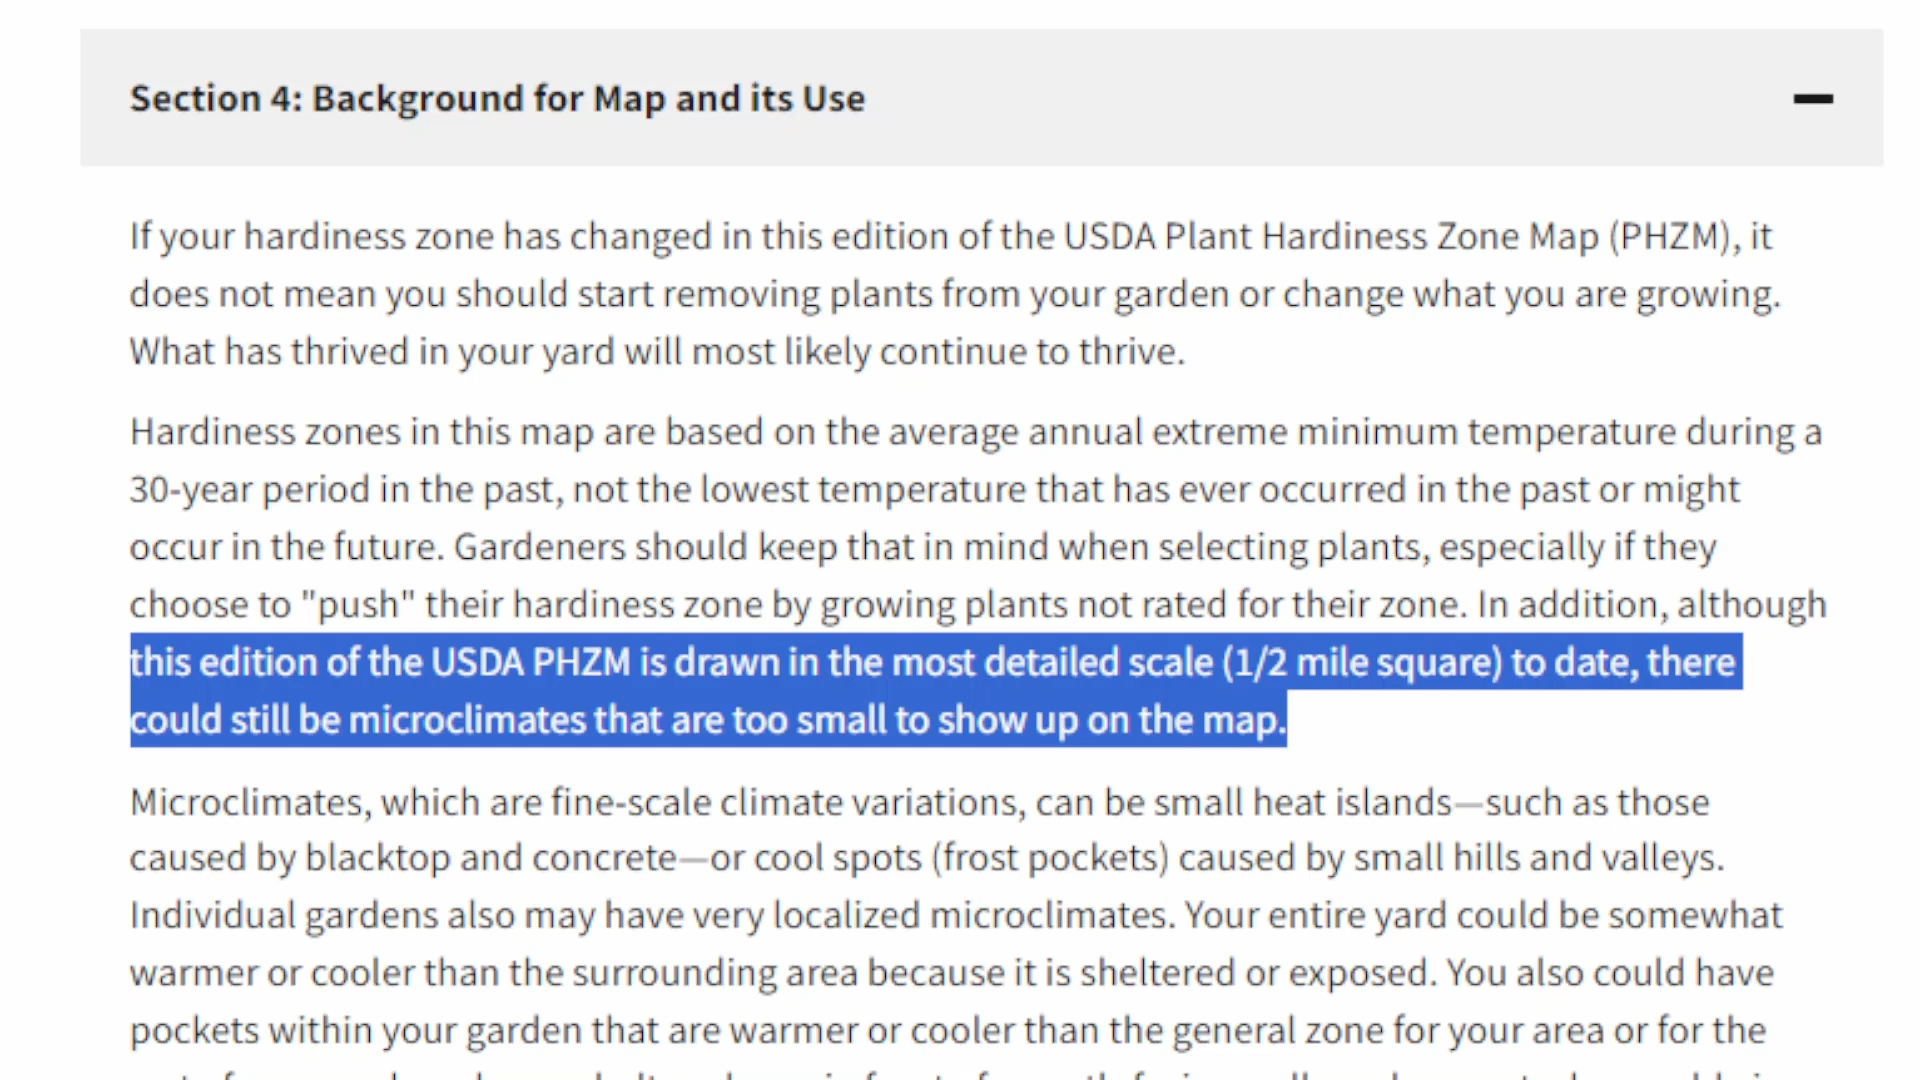 Section 4: Background for Map and its Use
If your hardiness zone has changed in this edition of the USDA Plant Hardiness Zone Map (PHZM), it
does not mean you should start removing plants from your garden or change what you are growing.
What has thrived in your yard will most likely continue to thrive.
Hardiness zones in this map are based on the average annual extreme minimum temperature during a
30-year period in the past, not the lowest temperature that has ever occurred in the past or might
occur in the future. Gardeners should keep that in mind when selecting plants, especially if they
choose to "push" their hardiness zone by growing plants not rated for their zone. In addition, although
this edition of the USDA PHZM is drawn in the most detailed scale (1/2 mile square) to date, there
could still be microclimates that are too small to show up on the map.
Microclimates, which are fine-scale climate variations, can be small heat islands—such as those
caused by blacktop and concrete—or cool spots (frost pockets) caused by small hills and valleys.
Individual gardens also may have very localized microclimates. Your entire yard could be somewhat
warmer or cooler than the surrounding area because it is sheltered or exposed. You also could have
pockets within your garden that are warmer or cooler than the general zone for your area or for the